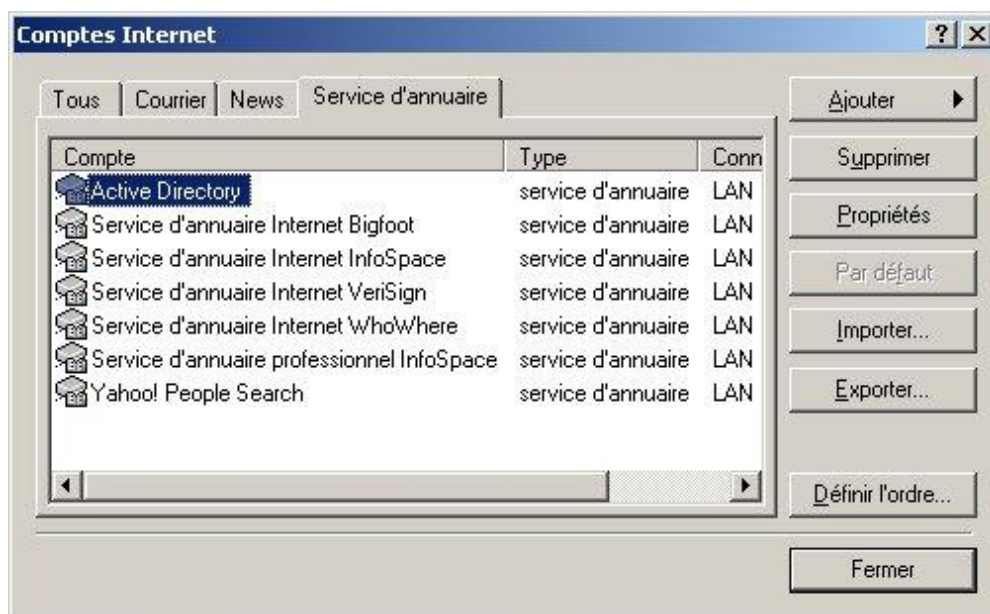 Comptes Internet
Tous Courrier News Service d'annuaire
Ajouter
Compte Type Conn
Supprimer
Active Directory service d'annuaire LAN
Service d'annuaire Internet Bigfoot service d'annuaire LAN
Propriétés
Service d'annuaire Internet InfoSpace service d'annuaire LAN
Par défaut
Service d'annuaire Internet VeriSign service d'annuaire LAN
Service d'annuaire Internet WhoWhere service d'annuaire LAN
Importer...
Service d'annuaire professionnel InfoSpace service d'annuaire LAN
Yahoo! People Search service d'annuaire LAN
Exporter...
Définir l'ordre...
Fermer